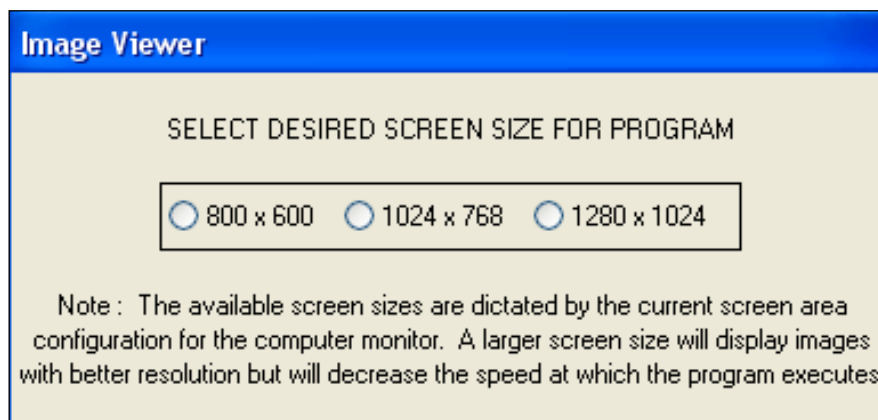 Image Viewer
SELECT DESIRED SCREEN SIZE FOR PROGRAM
800 x 600 1024 x 768 1280 x 1024
Note : The available screen sizes are dictated by the current screen area
configuration for the computer monitor. A larger screen size will display images
with better resolution but will decrease the speed at which the program executes